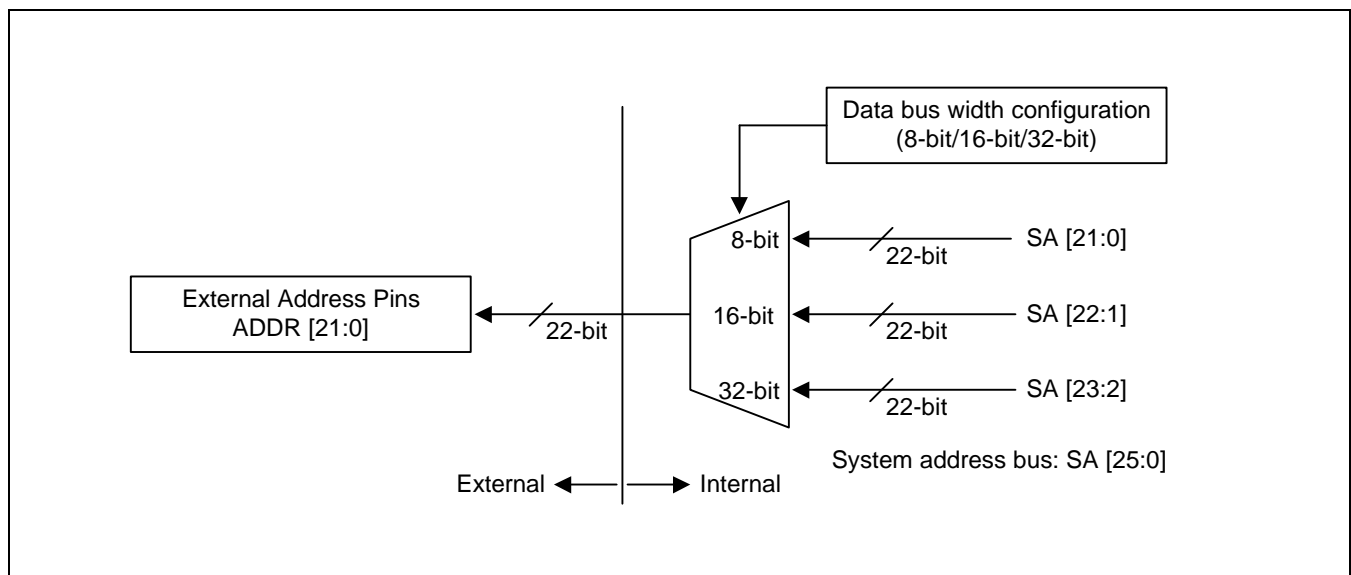 Data bus width configuration
(8-bit/16-bit/32-bit)
8-bit
22-bit
SA [21:0]
External Address Pins
ADDR [21:0]
22-bit
16-bit
22-bit
SA [22:1]
32-bit
22-bit
SA [23:2]
System address bus: SA [25:0]
External
Internal